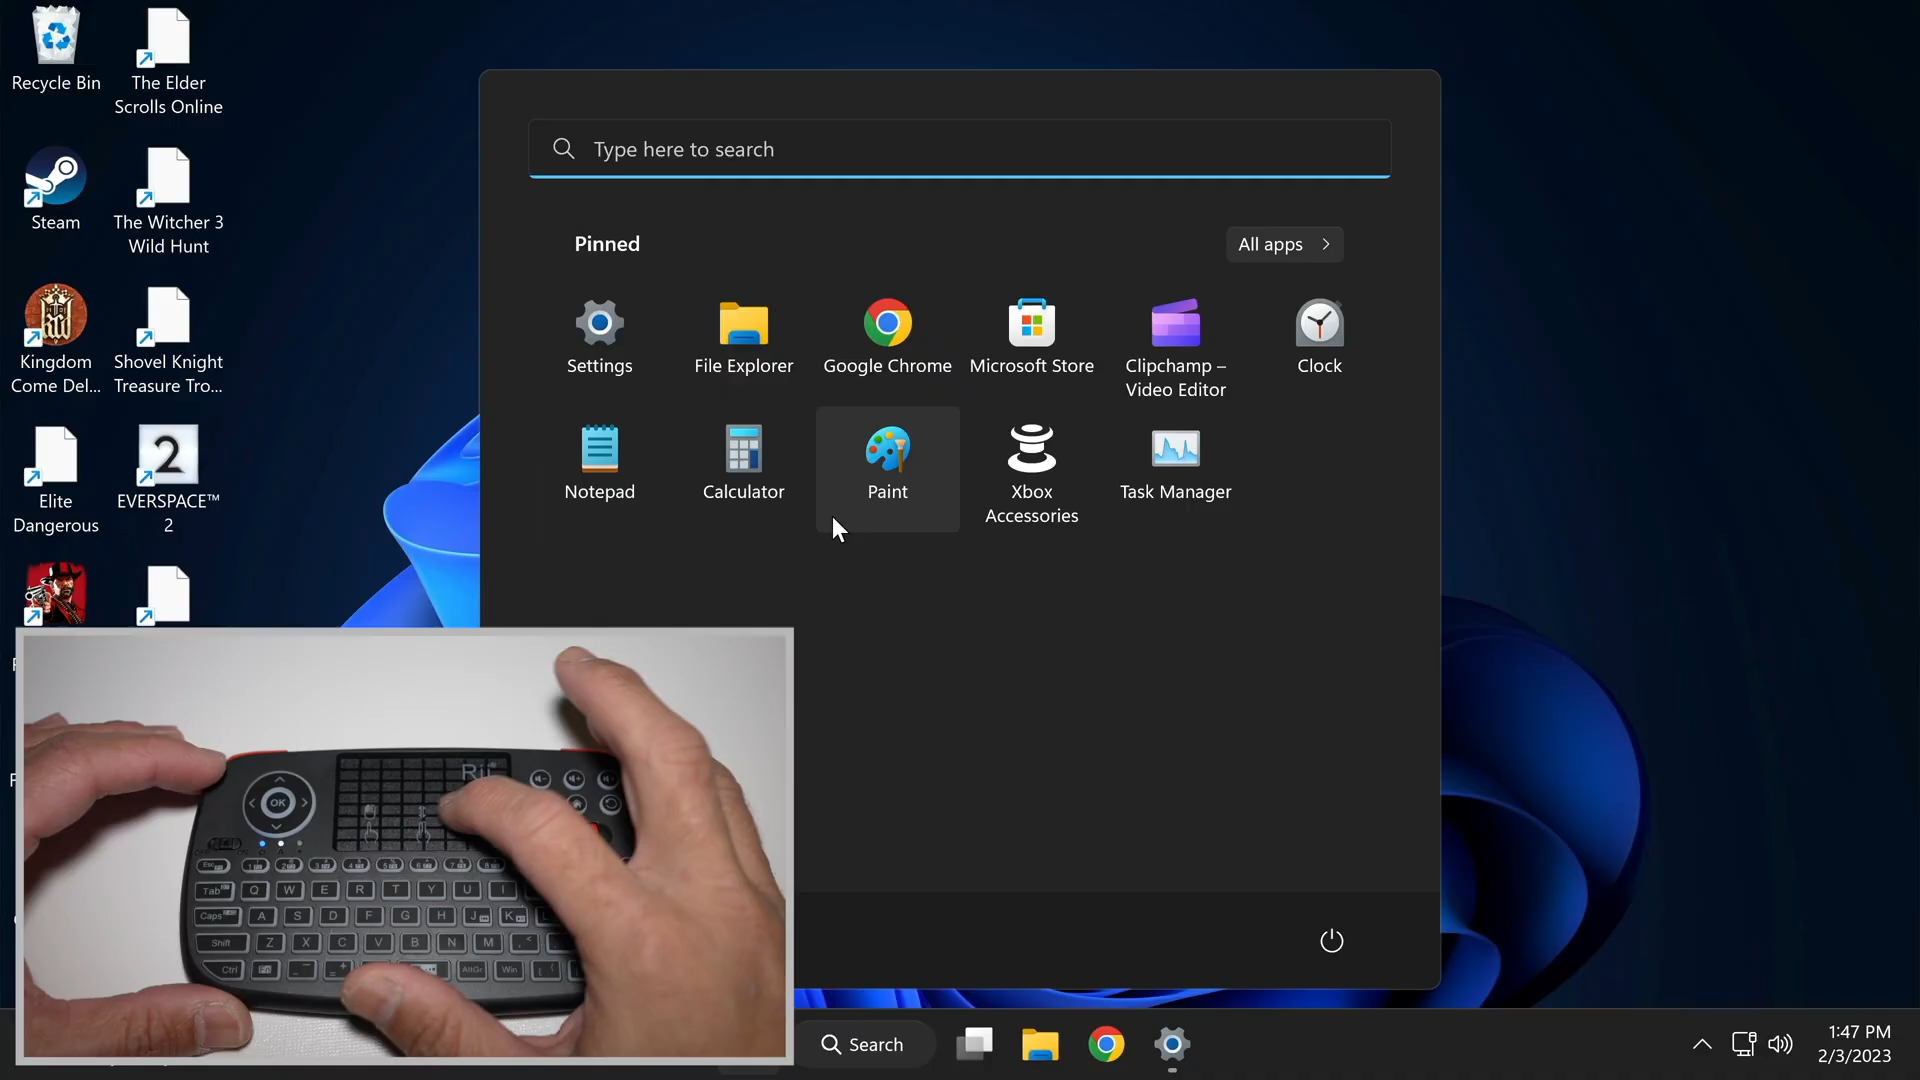 Recycle Bin
The Elder
Scrolls Online
Steam
The Witcher 3
Wild Hunt
Kingdom
Come Del...
Shovel Knight
Treasure Tro...
Elite
Dangerous
EVERSPACE™
2
Type here to search
Pinned
All apps
Settings
File Explorer
Google Chrome
Microsoft Store
Clipchamp –
Video Editor
Clock
Notepad
Calculator
Paint
Xbox
Accessories
Task Manager
Rii
OK
Esc
Tab Q W E R T Y U I
Caps A S D F G H J K
Shift Z X C V B N M
Ctrl Fn AltGr Win
Search
1:47 PM
2/3/2023